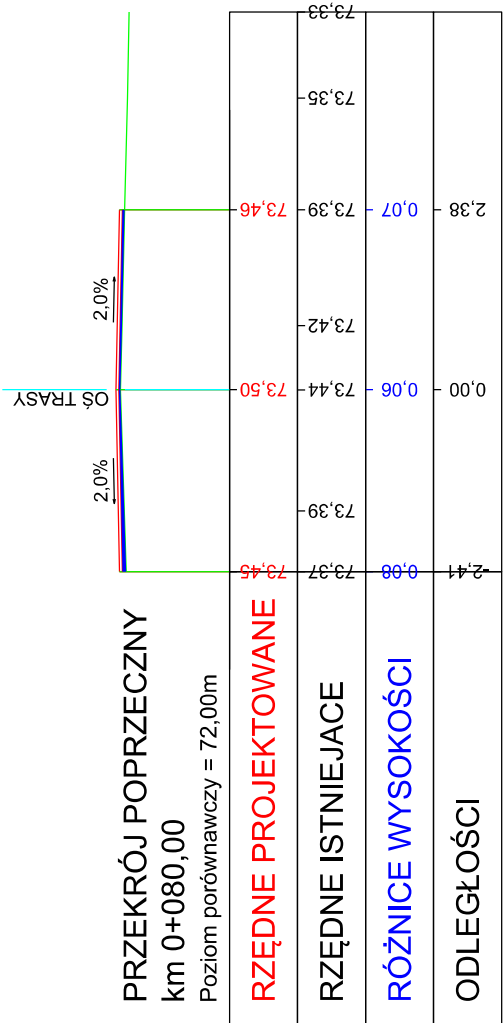 OŚ TRASY
2,0%
2,0%
PRZEKRÓJ POPRZECZNY
km 0+080,00
Poziom porównawczy = 72,00m
RZĘDNE PROJEKTOWANE
73,45
73,50
73,46
RZĘDNE ISTNIEJACE
73,37
73,39
73,44
73,42
73,39
73,35
73,33
RÓŻNICE WYSOKOŚCI
0,08
0,06
0,07
ODLEGŁOŚCI
-2,41
0,00
2,38